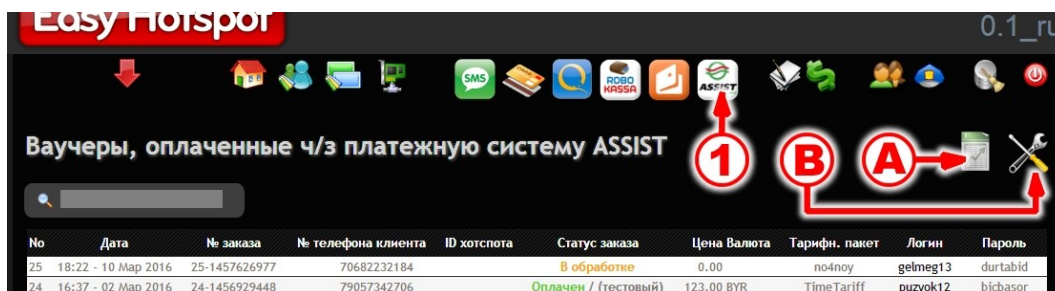 Easy Hotspot
0.1_ru
SMS
ROBO
KASSA
ASSIST
1
Ваучеры, оплаченные ч/з платежную систему ASSIST
B
A
No Дата № заказа № телефона клиента ID хотспота Статус заказа Цена Валюта Тарифн. пакет Логин Пароль
25 18:22 - 10 Мар 2016 25-1457626977 70682232184 В обработке 0.00 no4noy gelmeg13 durtabid
24 16:37 - 02 Мар 2016 24-1456929448 79057342706 Оплачен / (тестовый) 123.00 BYR TimeTariff puzvok12 bicbasor